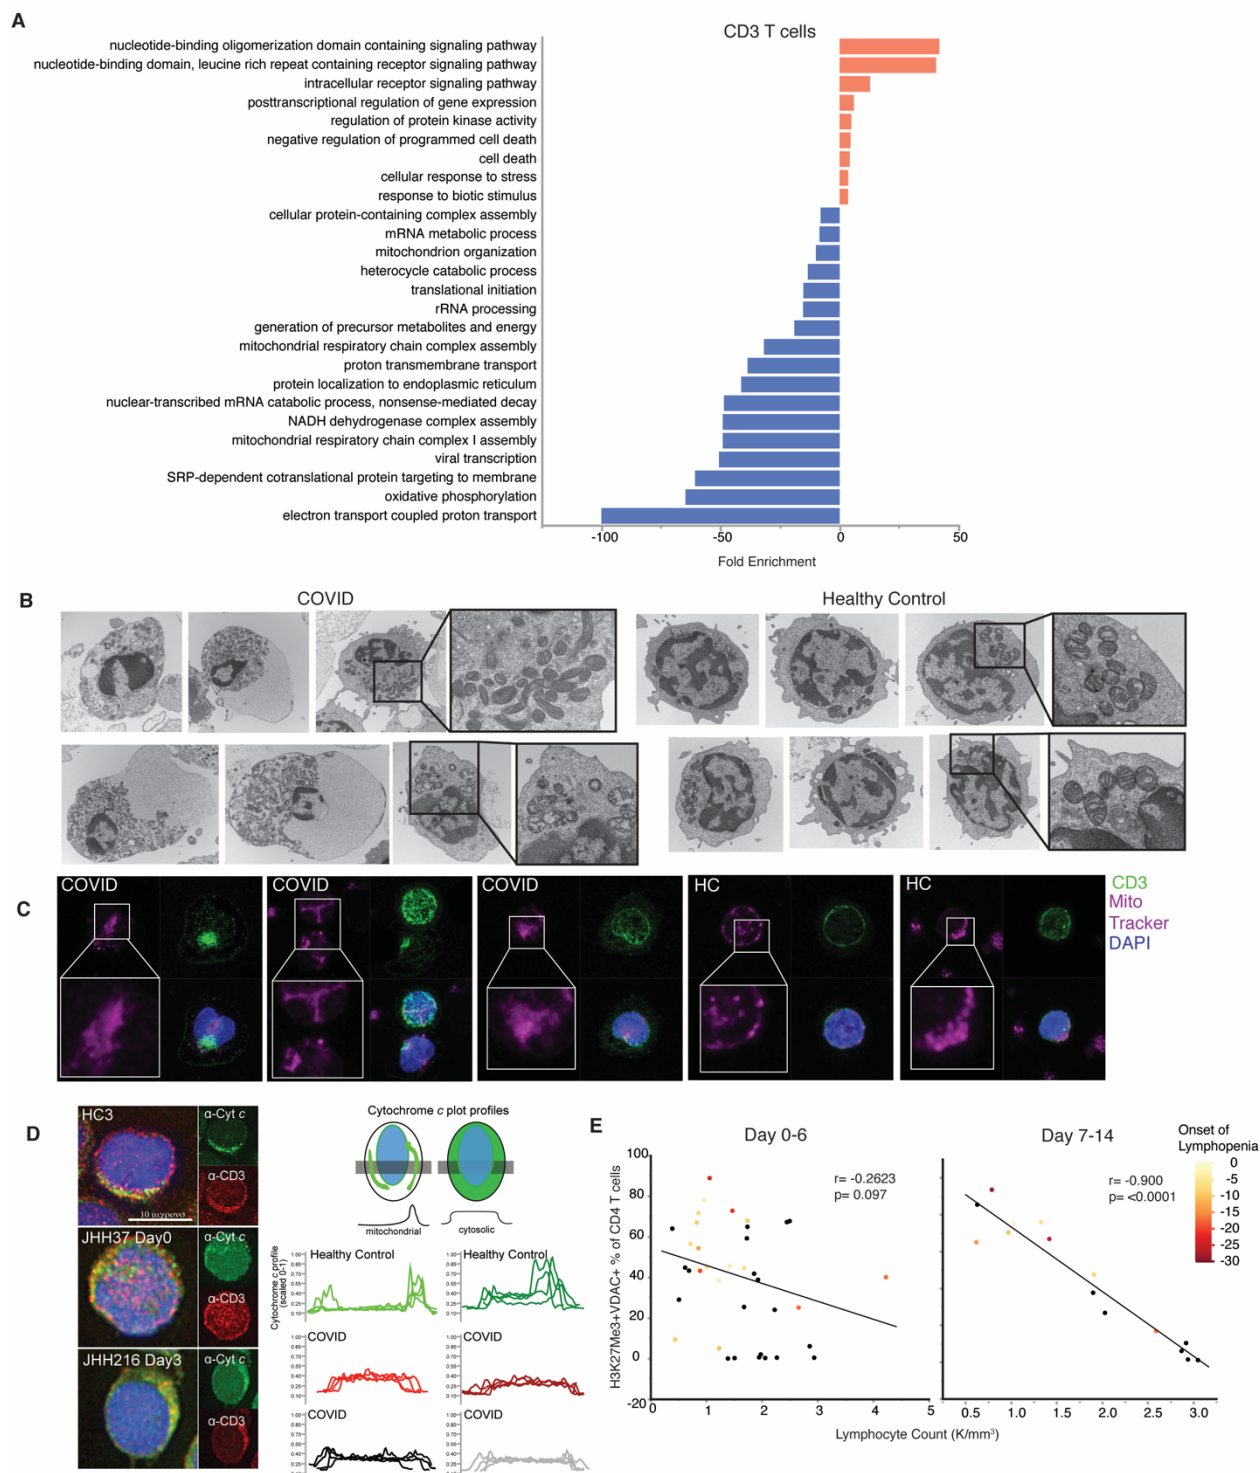 A
CD3 T cells
nucleotide-binding oligomerization domain containing signaling pathway
nucleotide-binding domain, leucine rich repeat containing receptor signaling pathway
intracellular receptor signaling pathway
posttranscriptional regulation of gene expression
regulation of protein kinase activity
negative regulation of programmed cell death
cell death
cellular response to stress
response to biotic stimulus
cellular protein-containing complex assembly
mRNA metabolic process
mitochondrion organization
heterocycle catabolic process
translational initiation
rRNA processing
generation of precursor metabolites and energy
mitochondrial respiratory chain complex assembly
proton transmembrane transport
protein localization to endoplasmic reticulum
nuclear-transcribed mRNA catabolic process, nonsense-mediated decay
NADH dehydrogenase complex assembly
mitochondrial respiratory chain complex I assembly
viral transcription
SRP-dependent cotranslational protein targeting to membrane
oxidative phosphorylation
electron transport coupled proton transport
-100 -50 0 50
Fold Enrichment
B
COVID
Healthy Control
C
COVID
COVID
COVID
HC
HC
CD3
Mito
Tracker
DAPI
D
HC3
α-Cyt c
α-CD3
10 μεχρονσ
JHH37 Day0
α-Cyt c
α-CD3
JHH216 Day3
α-Cyt c
α-CD3
Cytochrome c plot profiles
mitochondrial
cytosolic
Cytochrome c profile
(scaled 0-1)
Healthy Control
Healthy Control
COVID
COVID
COVID
COVID
E
Day 0-6
Day 7-14
r= -0.2623
p= 0.097
r= -0.900
p= <0.0001
Onset of
Lymphopenia
0
-5
-10
-15
-20
-25
-30
H3K27Me3+VDAC+ % of CD4 T cells
100
80
60
40
20
0
-20
0 1 2 3 4 5
0.5 1.0 1.5 2.0 2.5 3.0
Lymphocyte Count (K/mm³)